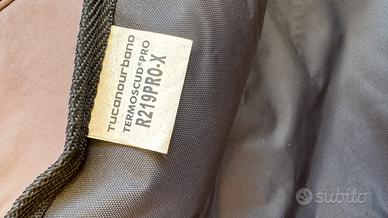 tucanourbano
TERMOSCUD®PRO
R219PRO-X
subito